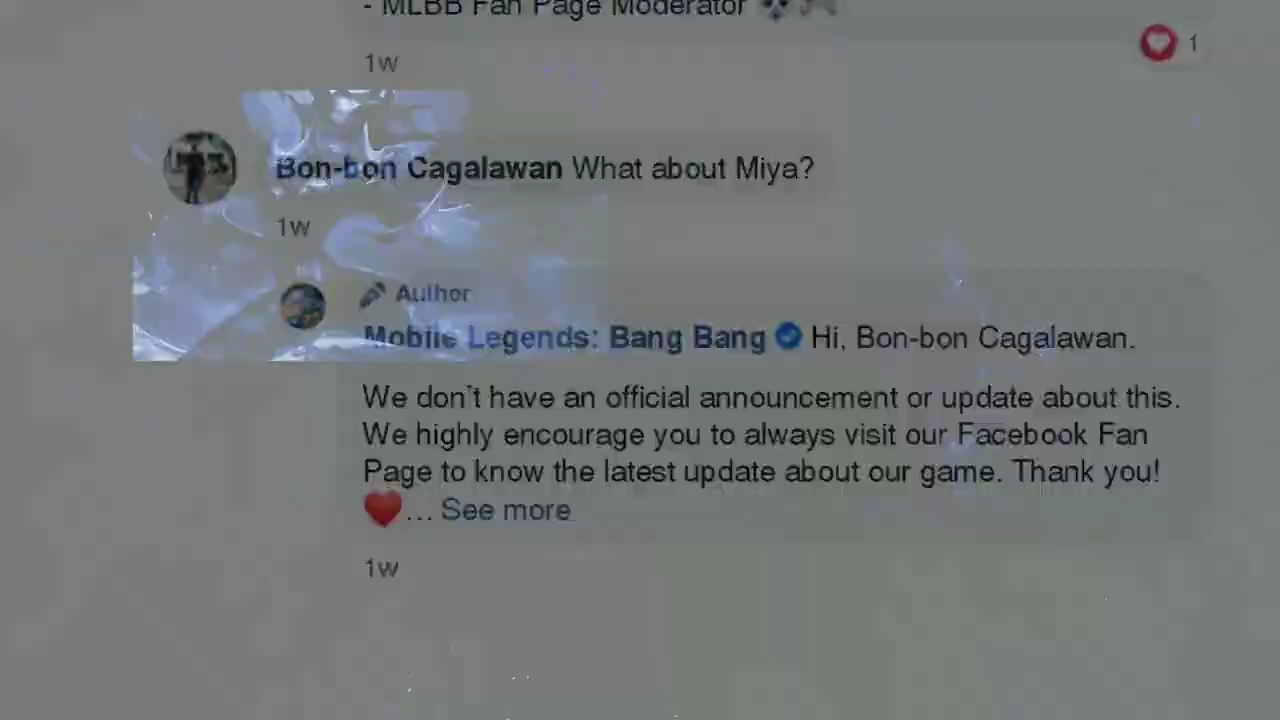 - MLBB Fan Page Moderator
1
1w
Bon-bon Cagalawan What about Miya?
1w
Author
Mobile Legends: Bang Bang Hi, Bon-bon Cagalawan.
We don't have an official announcement or update about this.
We highly encourage you to always visit our Facebook Fan
Page to know the latest update about our game. Thank you!
❤️... See more
1w